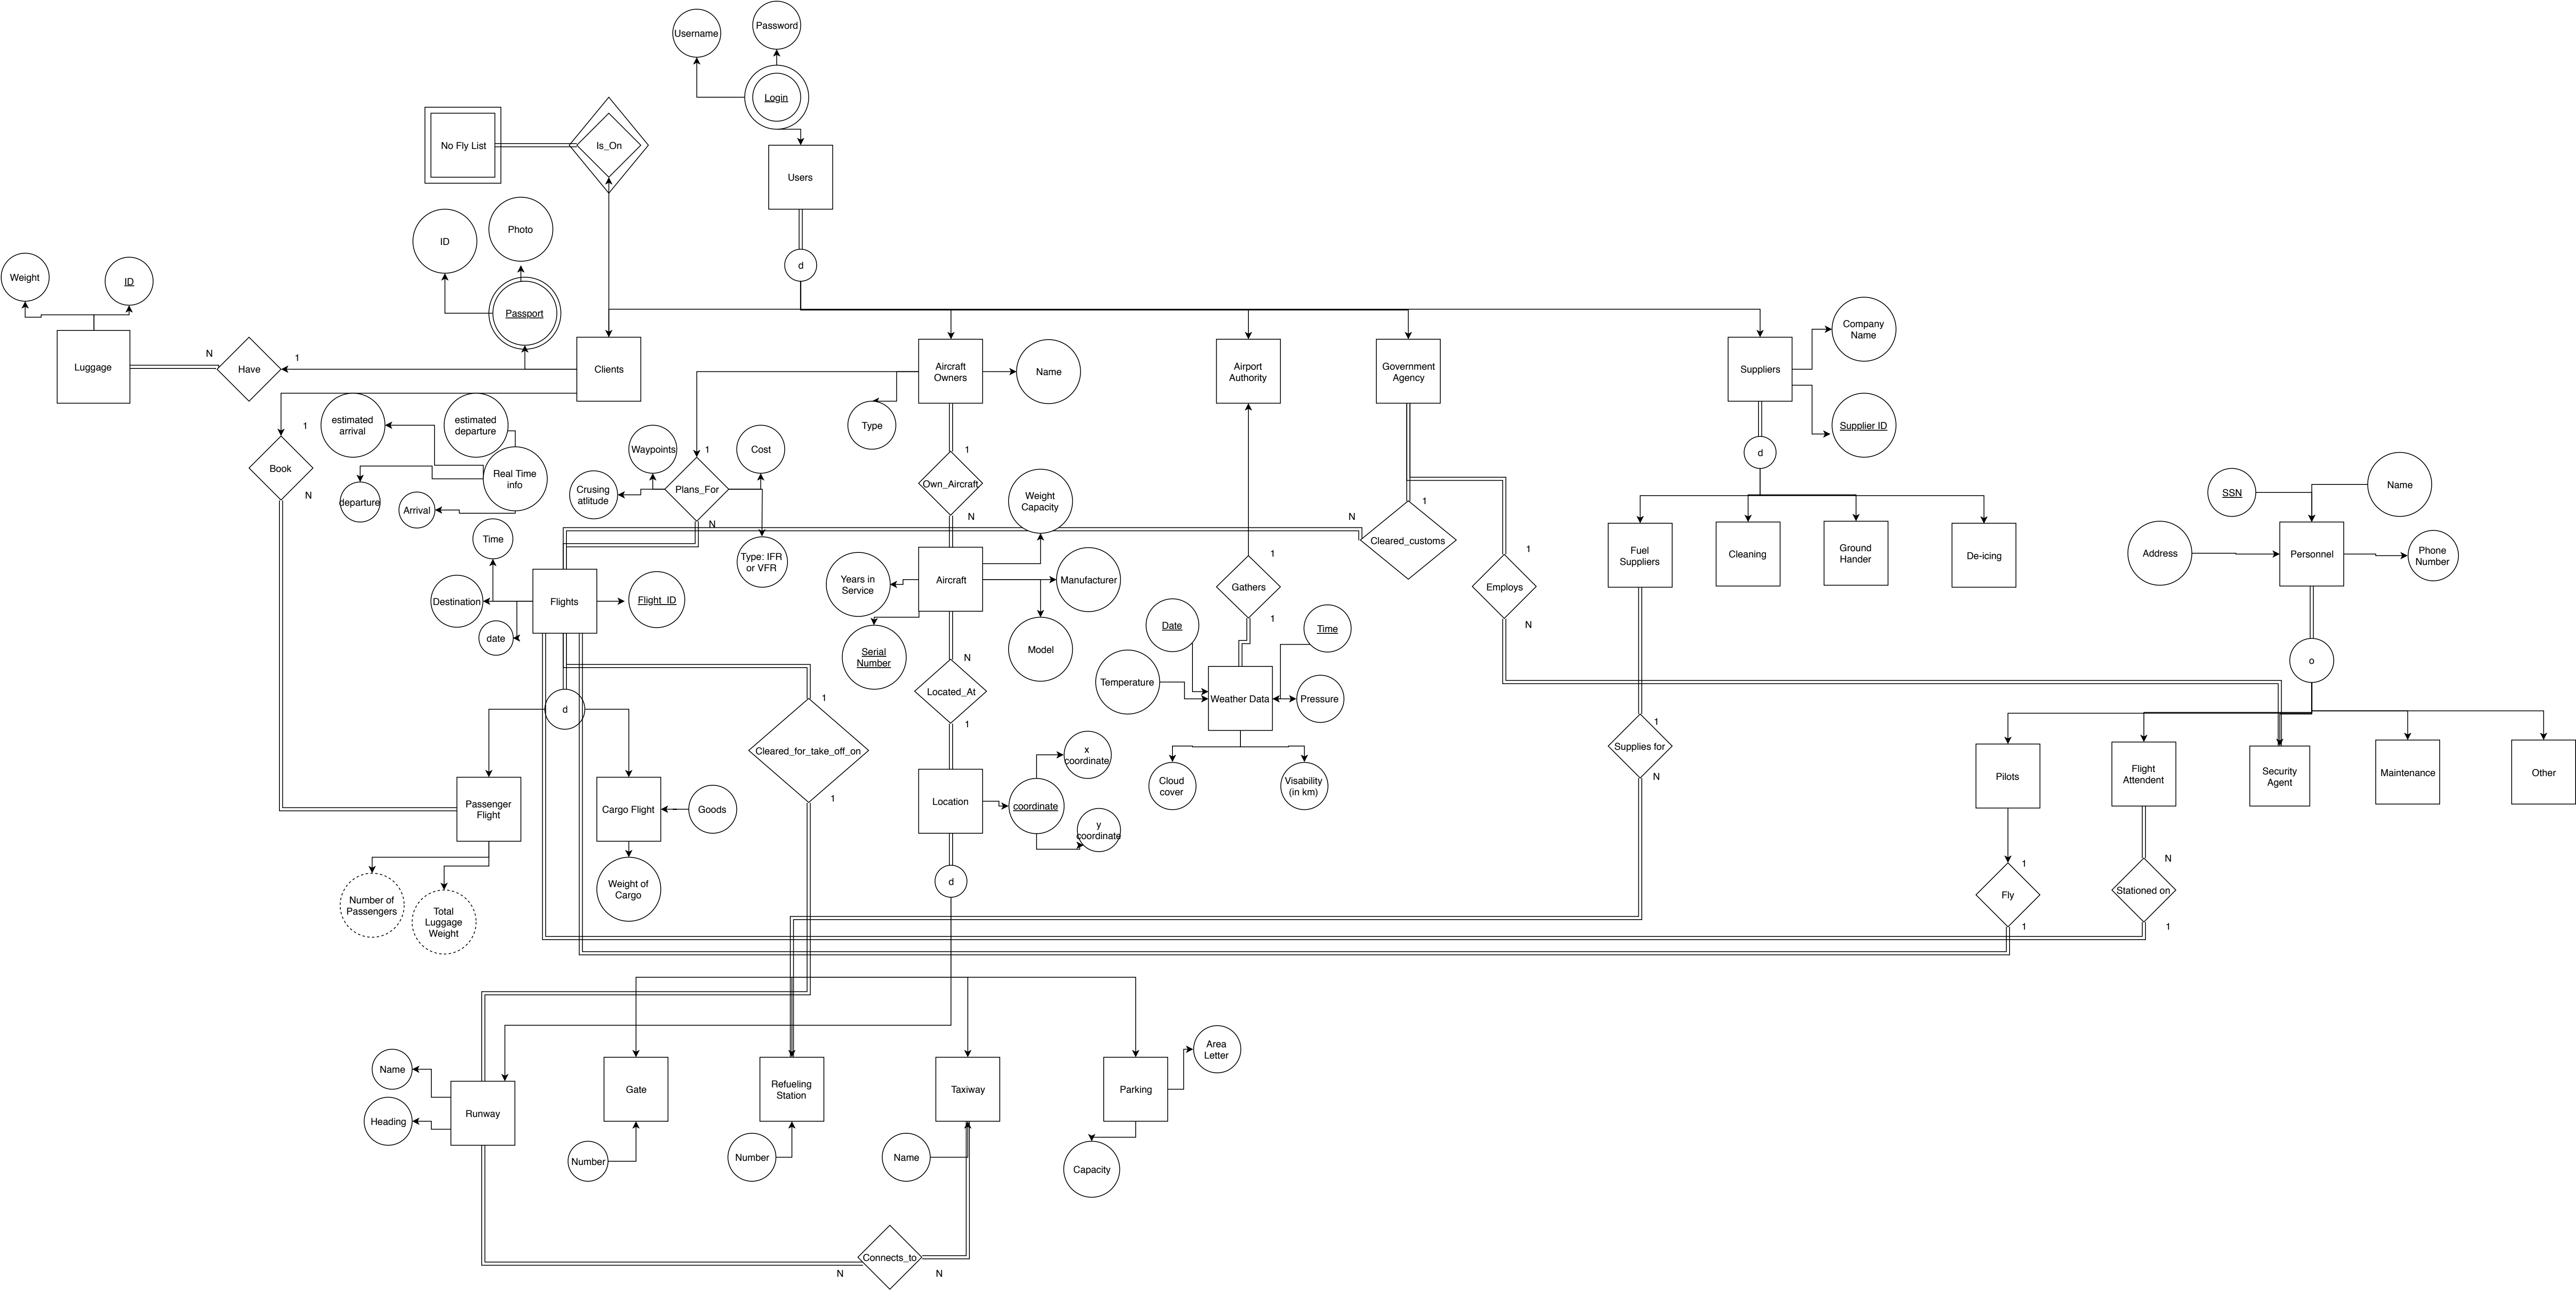 Password
Username
Login
No Fly List
Is_On
Users
Photo
ID
d
Weight
ID
Passport
Company
Name
N
1
Luggage
Have
Clients
Aircraft
Owners
Name
Airport
Authority
Government
Agency
Suppliers
estimated
arrival
estimated
departure
Type
Supplier ID
1
Book
Real Time
info
Waypoints
1
Cost
1
d
departure
Arrival
N
Crusing
atlitude
Plans_For
Own_Aircraft
Weight
Capacity
1
SSN
Name
N
N
N
Time
Type: IFR
or VFR
Cleared_customs
1
1
Fuel
Suppliers
Cleaning
Ground
Hander
De-icing
Address
Personnel
Phone
Number
Years in
Service
Aircraft
Manufacturer
Gathers
Employs
Destination
Flights
Flight_ID
date
1
N
Date
Time
Serial
Number
Model
N
Temperature
Weather Data
Pressure
Located_At
o
1
d
1
1
Cleared_for_take_off_on
Supplies for
N
x
coordinate
Cloud
cover
Visability
(in km)
Pilots
Flight
Attendent
Security
Agent
Maintenance
Other
Passenger
Flight
Cargo Flight
Goods
1
Location
coordinate
y
coordinate
1
N
Number of
Passengers
Total
Luggage
Weight
Weight of
Cargo
d
Fly
Stationed on
1
1
Area
Letter
Name
Heading
Runway
Gate
Refueling
Station
Taxiway
Parking
Number
Number
Name
Capacity
Connects_to
N
N